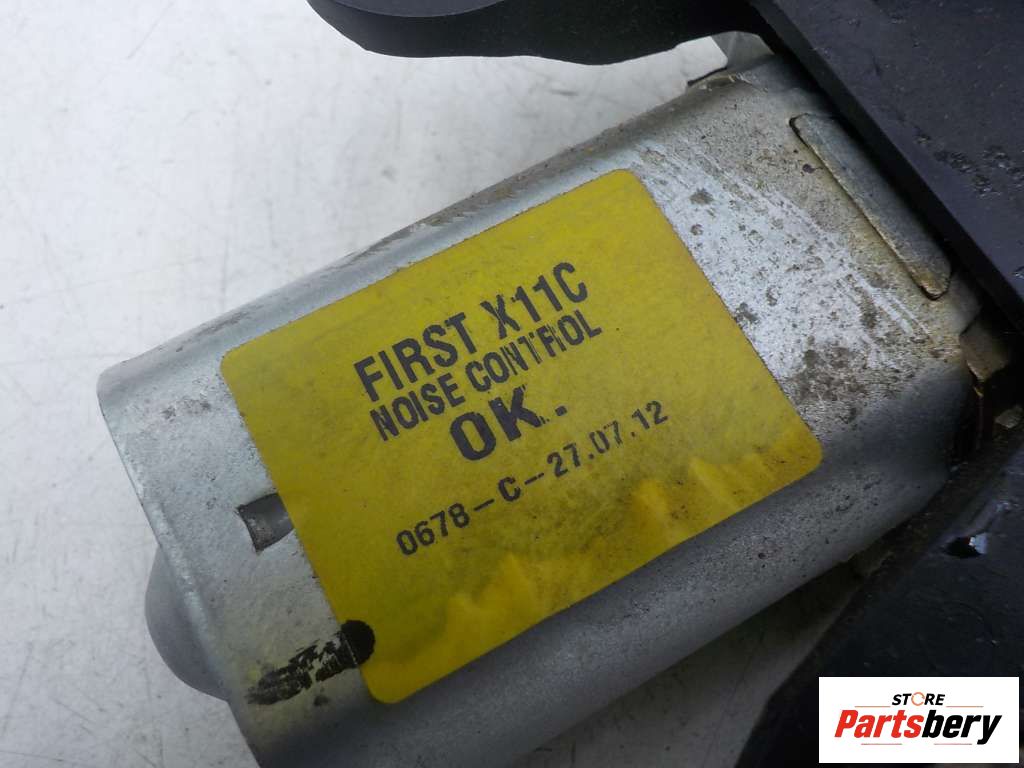 FIRST X11C
NOISE CONTROL
OK.
0678-C-27.07.12
STORE
Partsbery